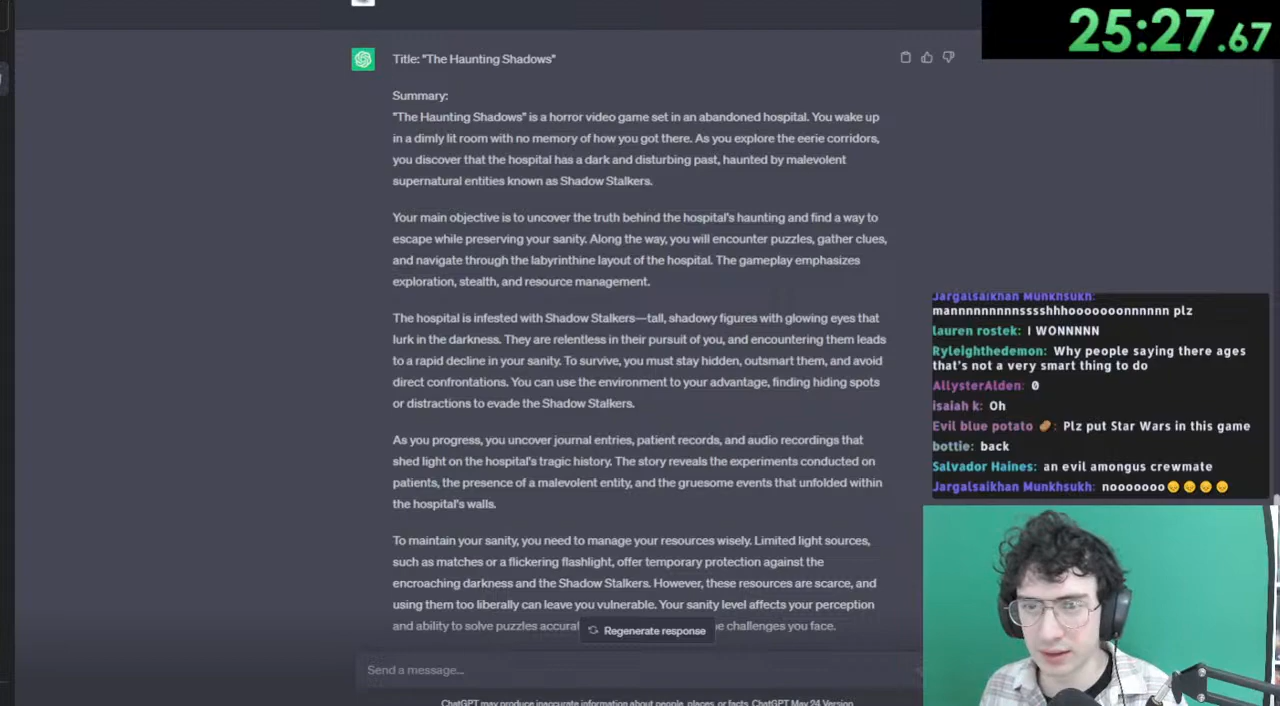 25:27.67
Title: "The Haunting Shadows"
Summary:
"The Haunting Shadows" is a horror video game set in an abandoned hospital. You wake up
in a dimly lit room with no memory of how you got there. As you explore the eerie corridors,
you discover that the hospital has a dark and disturbing past, haunted by malevolent
supernatural entities known as Shadow Stalkers.
Your main objective is to uncover the truth behind the hospital's haunting and find a way to
escape while preserving your sanity. Along the way, you will encounter puzzles, gather clues,
and navigate through the labyrinthine layout of the hospital. The gameplay emphasizes
exploration, stealth, and resource management.
The hospital is infested with Shadow Stalkers—tall, shadowy figures with glowing eyes that
lurk in the darkness. They are relentless in their pursuit of you, and encountering them leads
to a rapid decline in your sanity. To survive, you must stay hidden, outsmart them, and avoid
direct confrontations. You can use the environment to your advantage, finding hiding spots
or distractions to evade the Shadow Stalkers.
As you progress, you uncover journal entries, patient records, and audio recordings that
shed light on the hospital's tragic history. The story reveals the experiments conducted on
patients, the presence of a malevolent entity, and the gruesome events that unfolded within
the hospital's walls.
To maintain your sanity, you need to manage your resources wisely. Limited light sources,
such as matches or a flickering flashlight, offer temporary protection against the
encroaching darkness and the Shadow Stalkers. However, these resources are scarce, and
using them too liberally can leave you vulnerable. Your sanity level affects your perception
and ability to solve puzzles challenges you face.
Regenerate response
Send a message...
ChatGPT may produce inaccurate information about people, places, or facts. ChatGPT May 24 Version
Jargalsaikhan Munkhsukh:
mannnnnnnnnsssshhhooooooonnnnnn plz
lauren rostek: I WONNNNN
Ryleighthedemon: Why people saying there ages
that's not a very smart thing to do
AllysterAlden: 0
isaiah k: Oh
Evil blue potato 🥔: Plz put Star Wars in this game
bottie: back
Salvador Haines: an evil amongus crewmate
Jargalsaikhan Munkhsukh: nooooooo😠😠😠😠